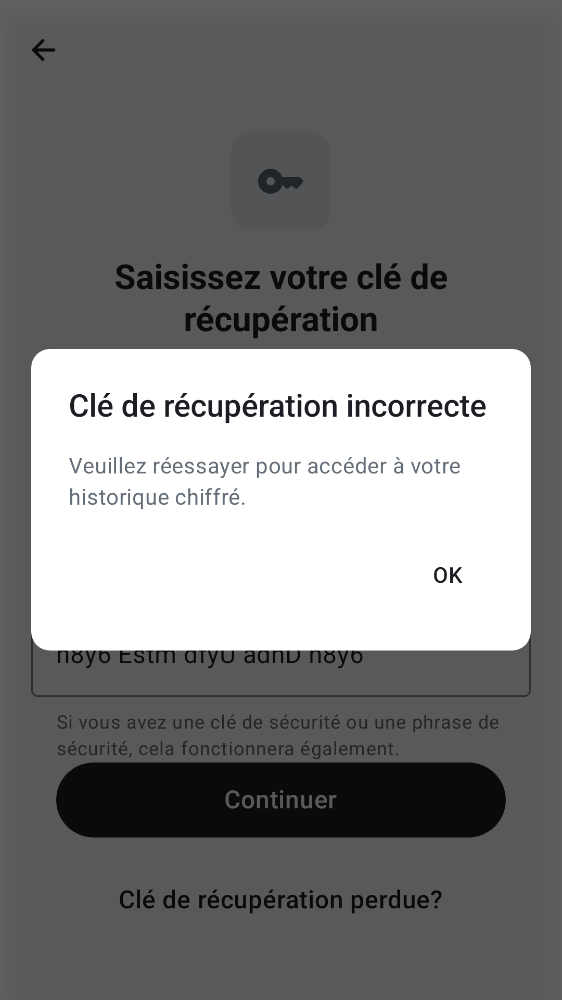 Saisissez votre clé de
récupération
Clé de récupération incorrecte
Veuillez réessayer pour accéder à votre
historique chiffré.
OK
n8y6 Estm dfyU adnD n8y6
Si vous avez une clé de sécurité ou une phrase de
sécurité, cela fonctionnera également.
Continuer
Clé de récupération perdue?